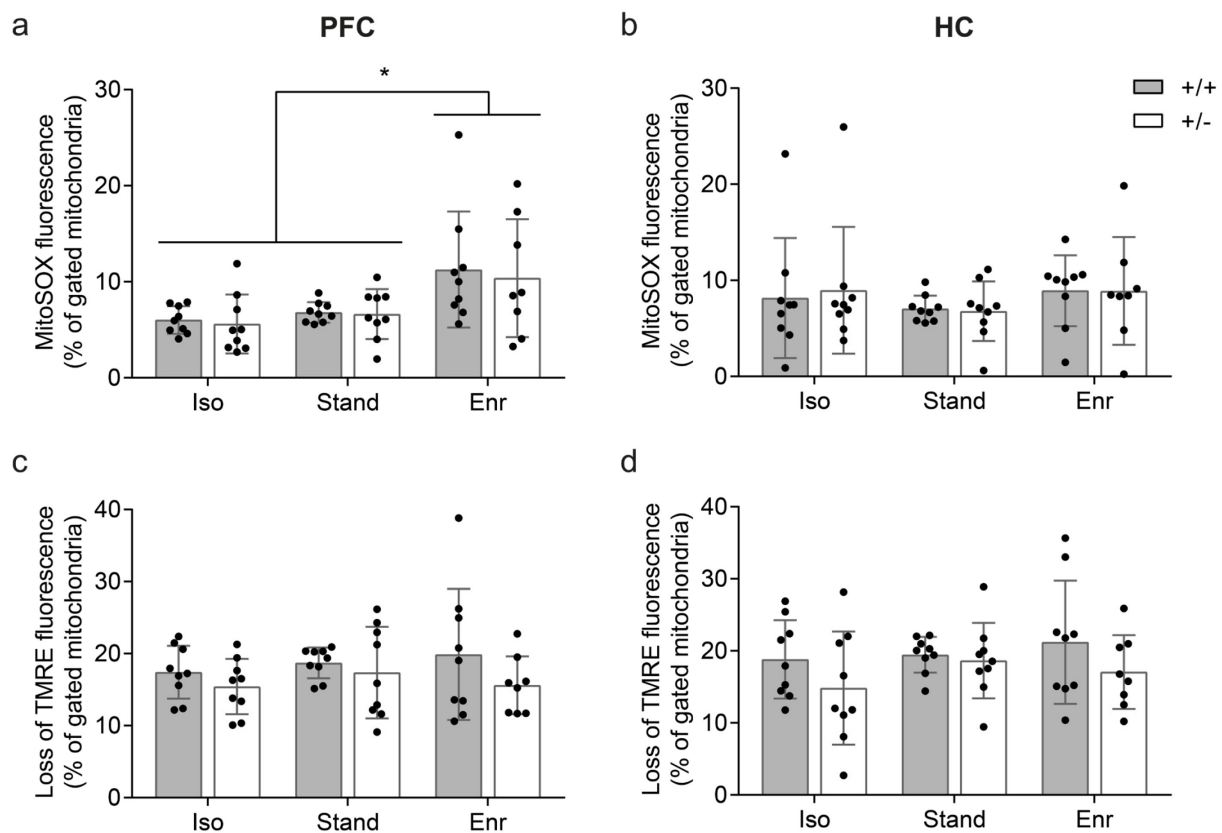 a
PFC
MitoSOX fluorescence
(% of gated mitochondria)
30
20
10
0
*
Iso Stand Enr
b
HC
MitoSOX fluorescence
(% of gated mitochondria)
30
20
10
0
+/+
+/-
Iso Stand Enr
c
Loss of TMRE fluorescence
(% of gated mitochondria)
40
30
20
10
0
Iso Stand Enr
d
Loss of TMRE fluorescence
(% of gated mitochondria)
40
30
20
10
0
Iso Stand Enr